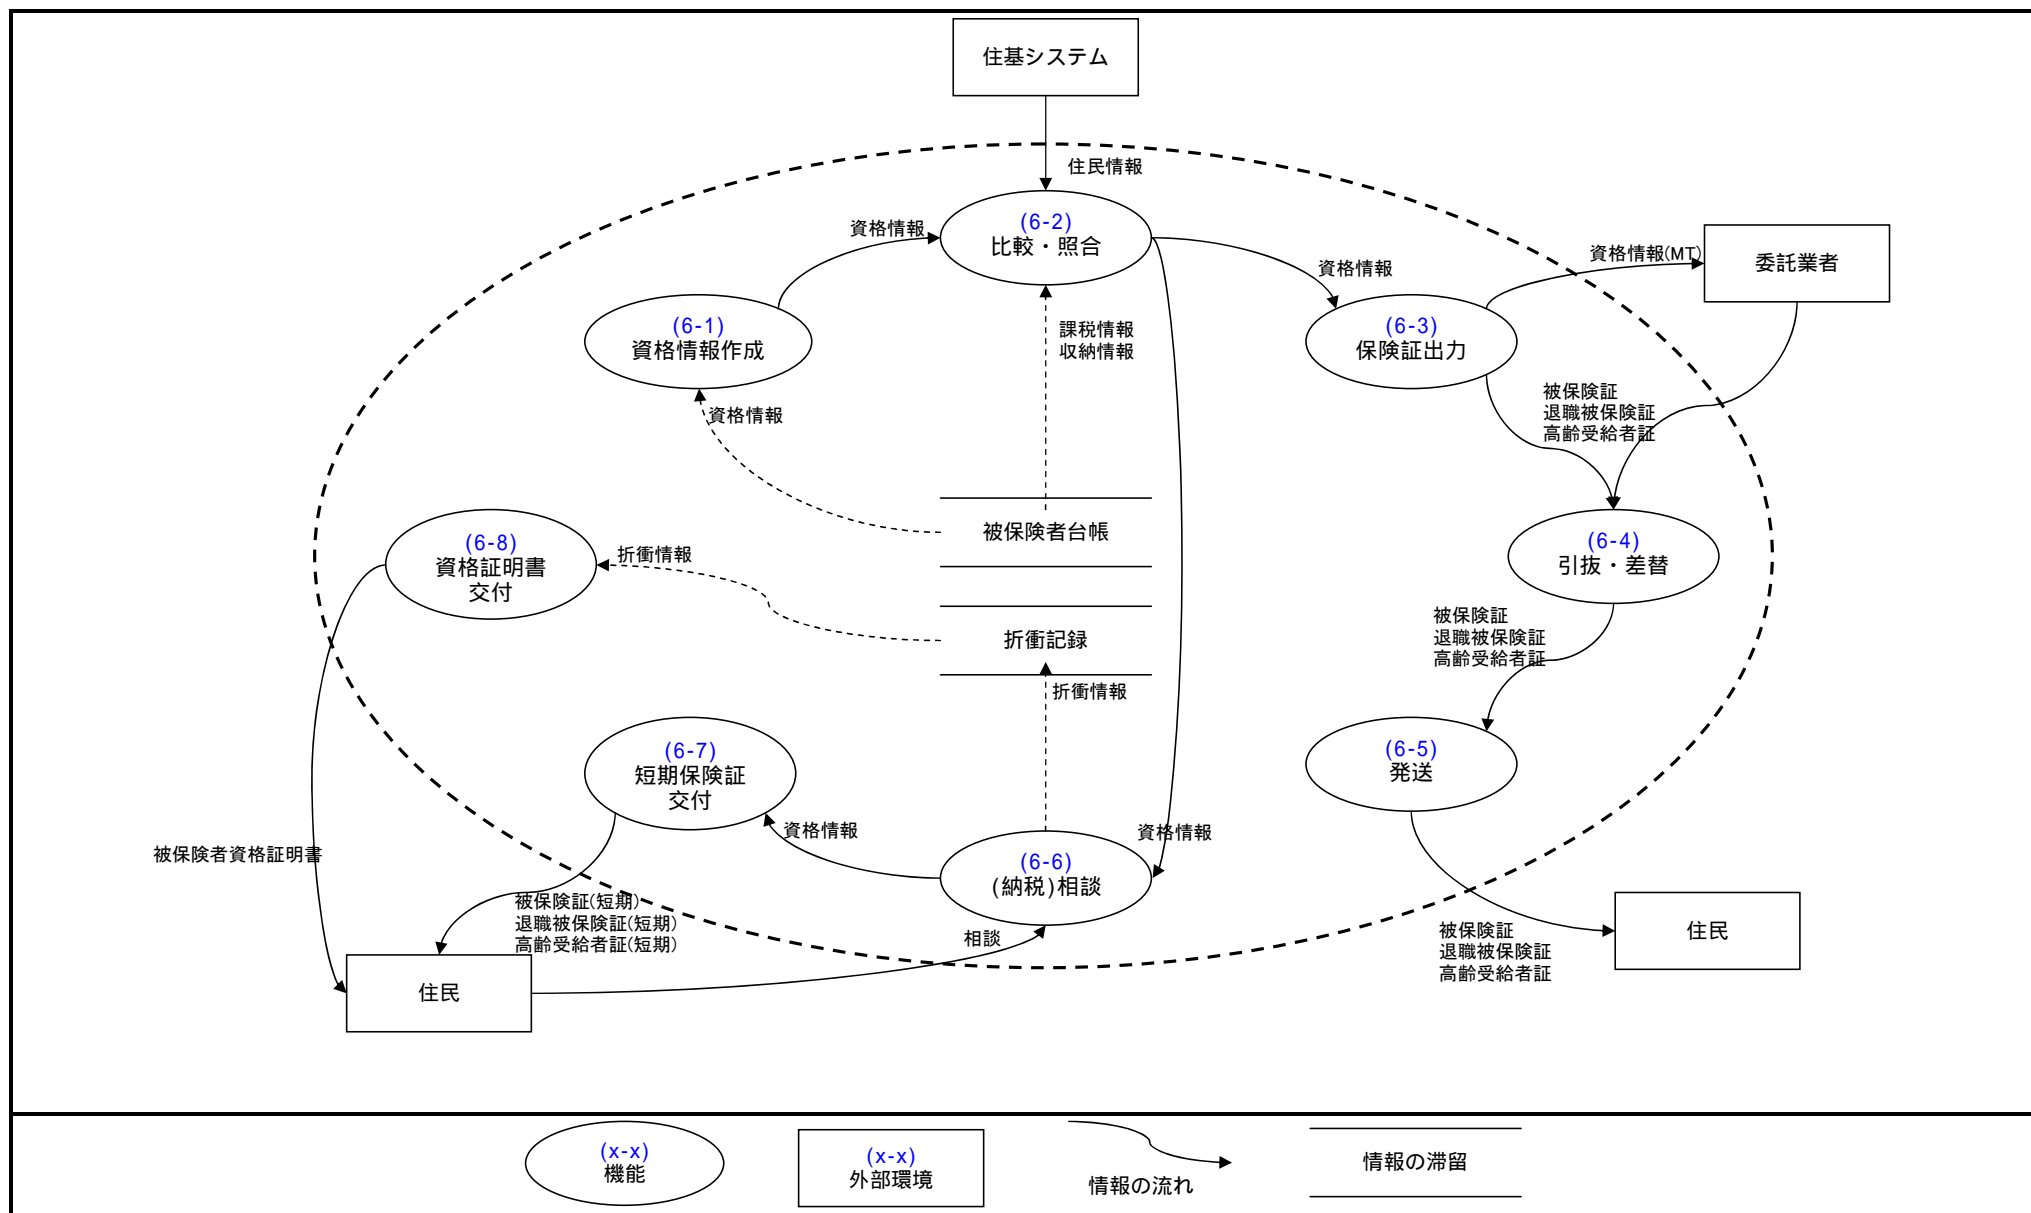 住基システム
住民情報
(6-2)
比較・照合
資格情報
資格情報
資格情報(MT)
委託業者
(6-1)
資格情報作成
課税情報
収納情報
(6-3)
保険証出力
資格情報
被保険証
退職被保険証
高齢受給者証
被保険者台帳
(6-8)
資格証明書
交付
折衝情報
(6-4)
引抜・差替
折衝記録
被保険証
退職被保険証
高齢受給者証
折衝情報
(6-7)
短期保険証
交付
(6-5)
発送
資格情報
資格情報
被保険者資格証明書
(6-6)
(納税)相談
被保険証(短期)
退職被保険証(短期)
高齢受給者証(短期)
相談
被保険証
退職被保険証
高齢受給者証
住民
住民
(x-x)
機能
(x-x)
外部環境
情報の流れ
情報の滞留